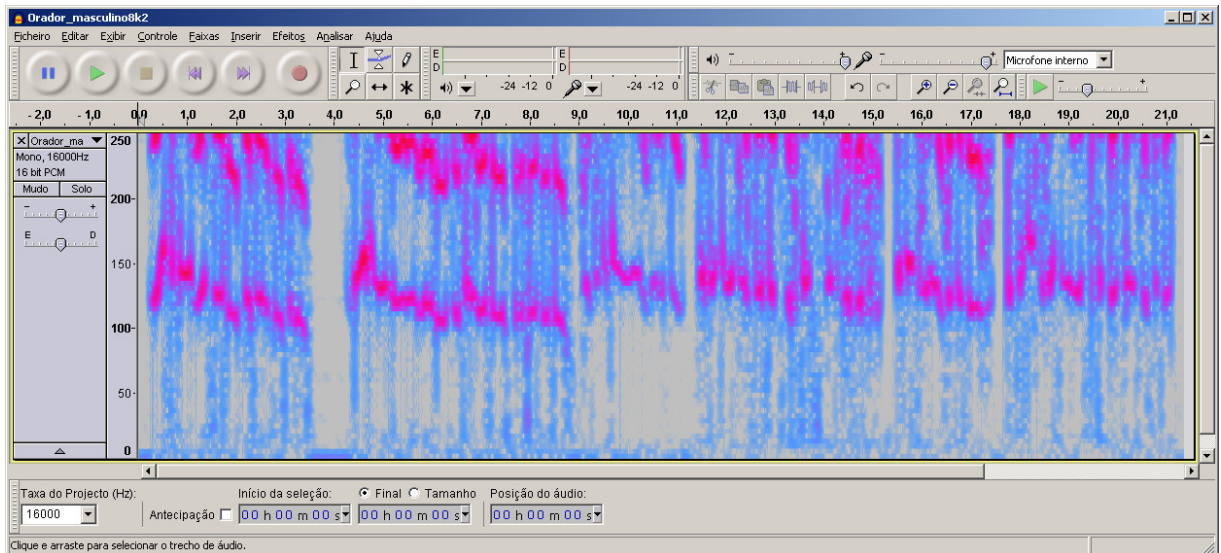 Orador_masculino8k2
Ficheiro Editar Exibir Controle Faixas Inserir Efeitos Analisar Ajuda
E E
D D
-24 -12 0 -24 -12 0
- + - + Microfone interno
- +
- 2,0 - 1,0 0,0 1,0 2,0 3,0 4,0 5,0 6,0 7,0 8,0 9,0 10,0 11,0 12,0 13,0 14,0 15,0 16,0 17,0 18,0 19,0 20,0 21,0
X Orador_ma
Mono, 16000Hz
16 bit PCM
Mudo Solo
- +
E D
250
200-
150-
100-
50-
0
Taxa do Projecto (Hz): Início da seleção: Final Tamanho Posição do áudio:
16000 Antecipação 00 h 00 m 00 s 00 h 00 m 00 s 00 h 00 m 00 s
Clique e arraste para selecionar o trecho de áudio.